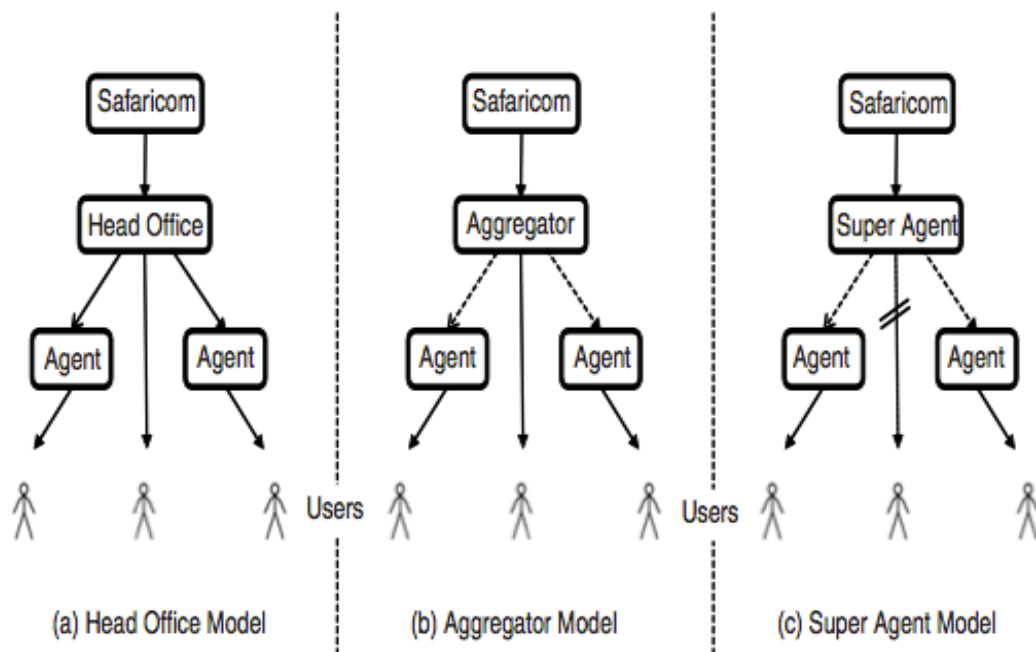 Safaricom
Head Office
Agent
Agent
(a) Head Office Model
Users
Safaricom
Aggregator
Agent
Agent
(b) Aggregator Model
Users
Safaricom
Super Agent
Agent
Agent
(c) Super Agent Model